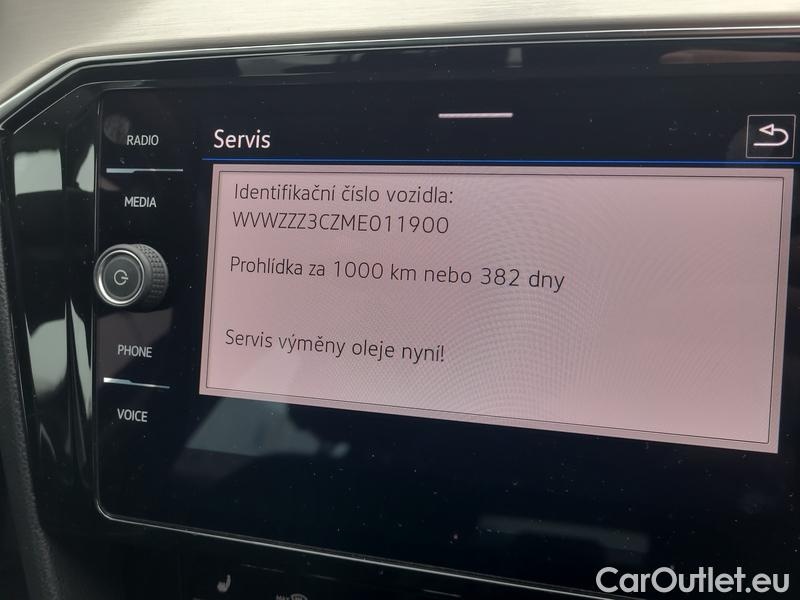 RADIO
Servis
MEDIA
Identifikační číslo vozidla:
WVWZZZ3CZME011900
Prohlídka za 1000 km nebo 382 dny
PHONE
Servis výměny oleje nyní!
VOICE
MAX
CarOutlet.eu